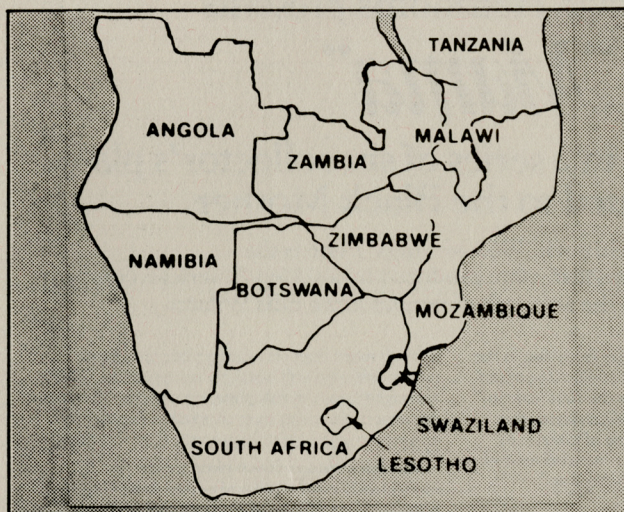 TANZANIA
ANGOLA
MALAWI
ZAMBIA
ZIMBABWE
NAMIBIA
BOTSWANA
MOZAMBIQUE
SWAZILAND
SOUTH AFRICA
LESOTHO